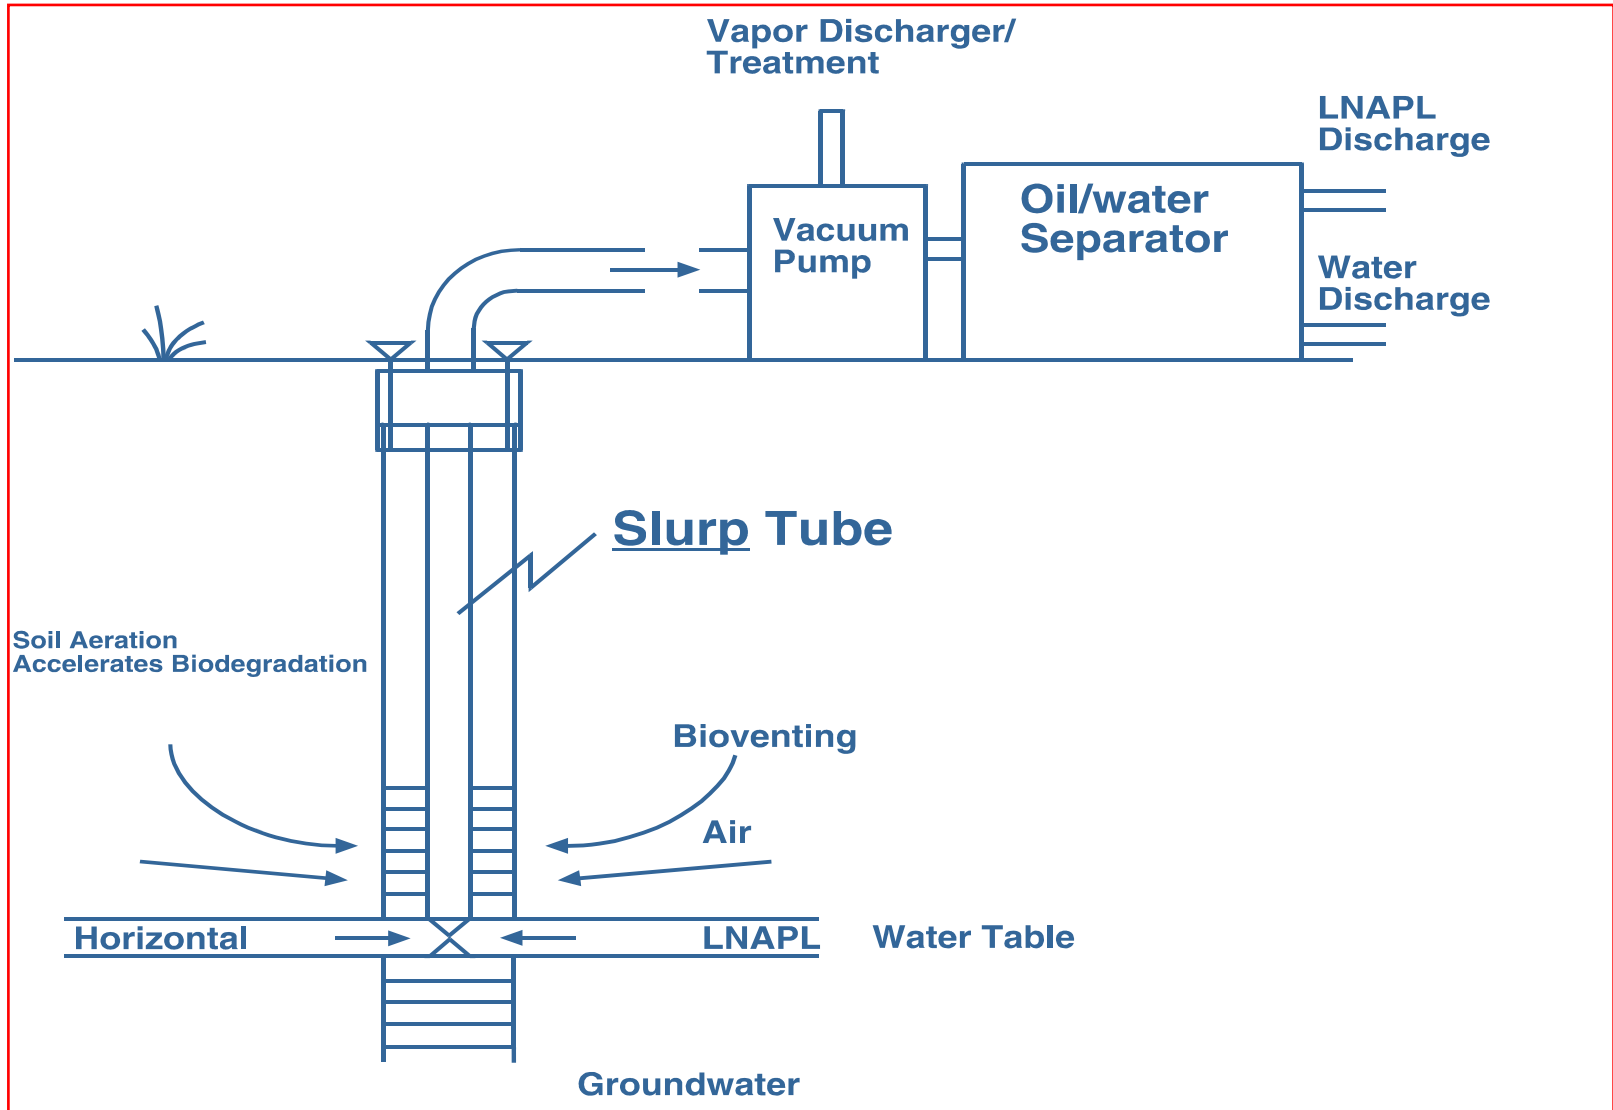 Vapor Discharger/
Treatment
LNAPL
Discharge
Oil/water
Separator
Vacuum
Pump
Water
Discharge
Slurp Tube
Soil Aeration
Accelerates Biodegradation
Bioventing
Air
Horizontal
LNAPL
Water Table
Groundwater